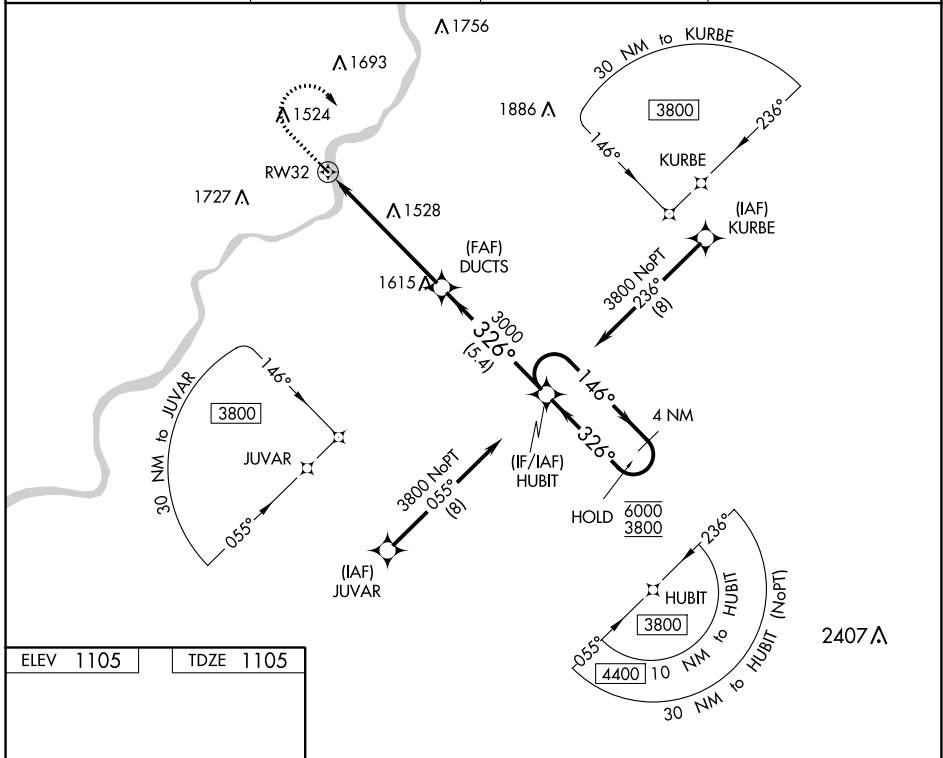 1756
1693
1524
RW32
1727
1528
1886
30 NM to KURBE
3800
146°
236°
KURBE
(IAF)
KURBE
3800 NoPT
236°
(8)
(FAF)
DUCTS
1615
3000
326°
(5.4)
146°
326°
4 NM
(IF/IAF)
HUBIT
HOLD
6000
3800
30 NM to JUVAR
146°
3800
JUVAR
055°
3800 NoPT
055°
(8)
(IAF)
JUVAR
236°
HUBIT
3800
055°
4400
10 NM to HUBIT
30 NM to HUBIT (NoPT)
2407
ELEV 1105
TDZE 1105